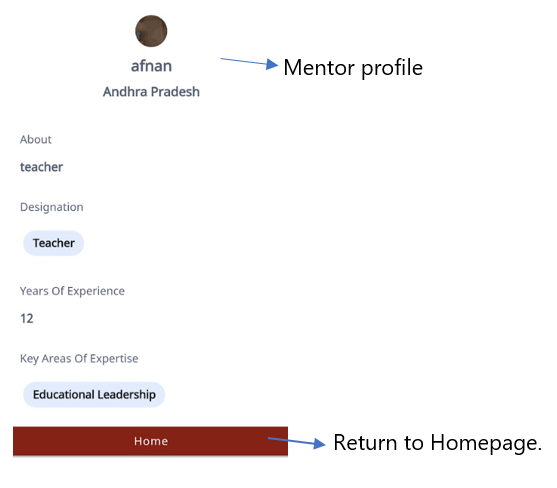 afnan
Mentor profile
Andhra Pradesh
About
teacher
Designation
Teacher
Years Of Experience
12
Key Areas Of Expertise
Educational Leadership
Home
Return to Homepage.